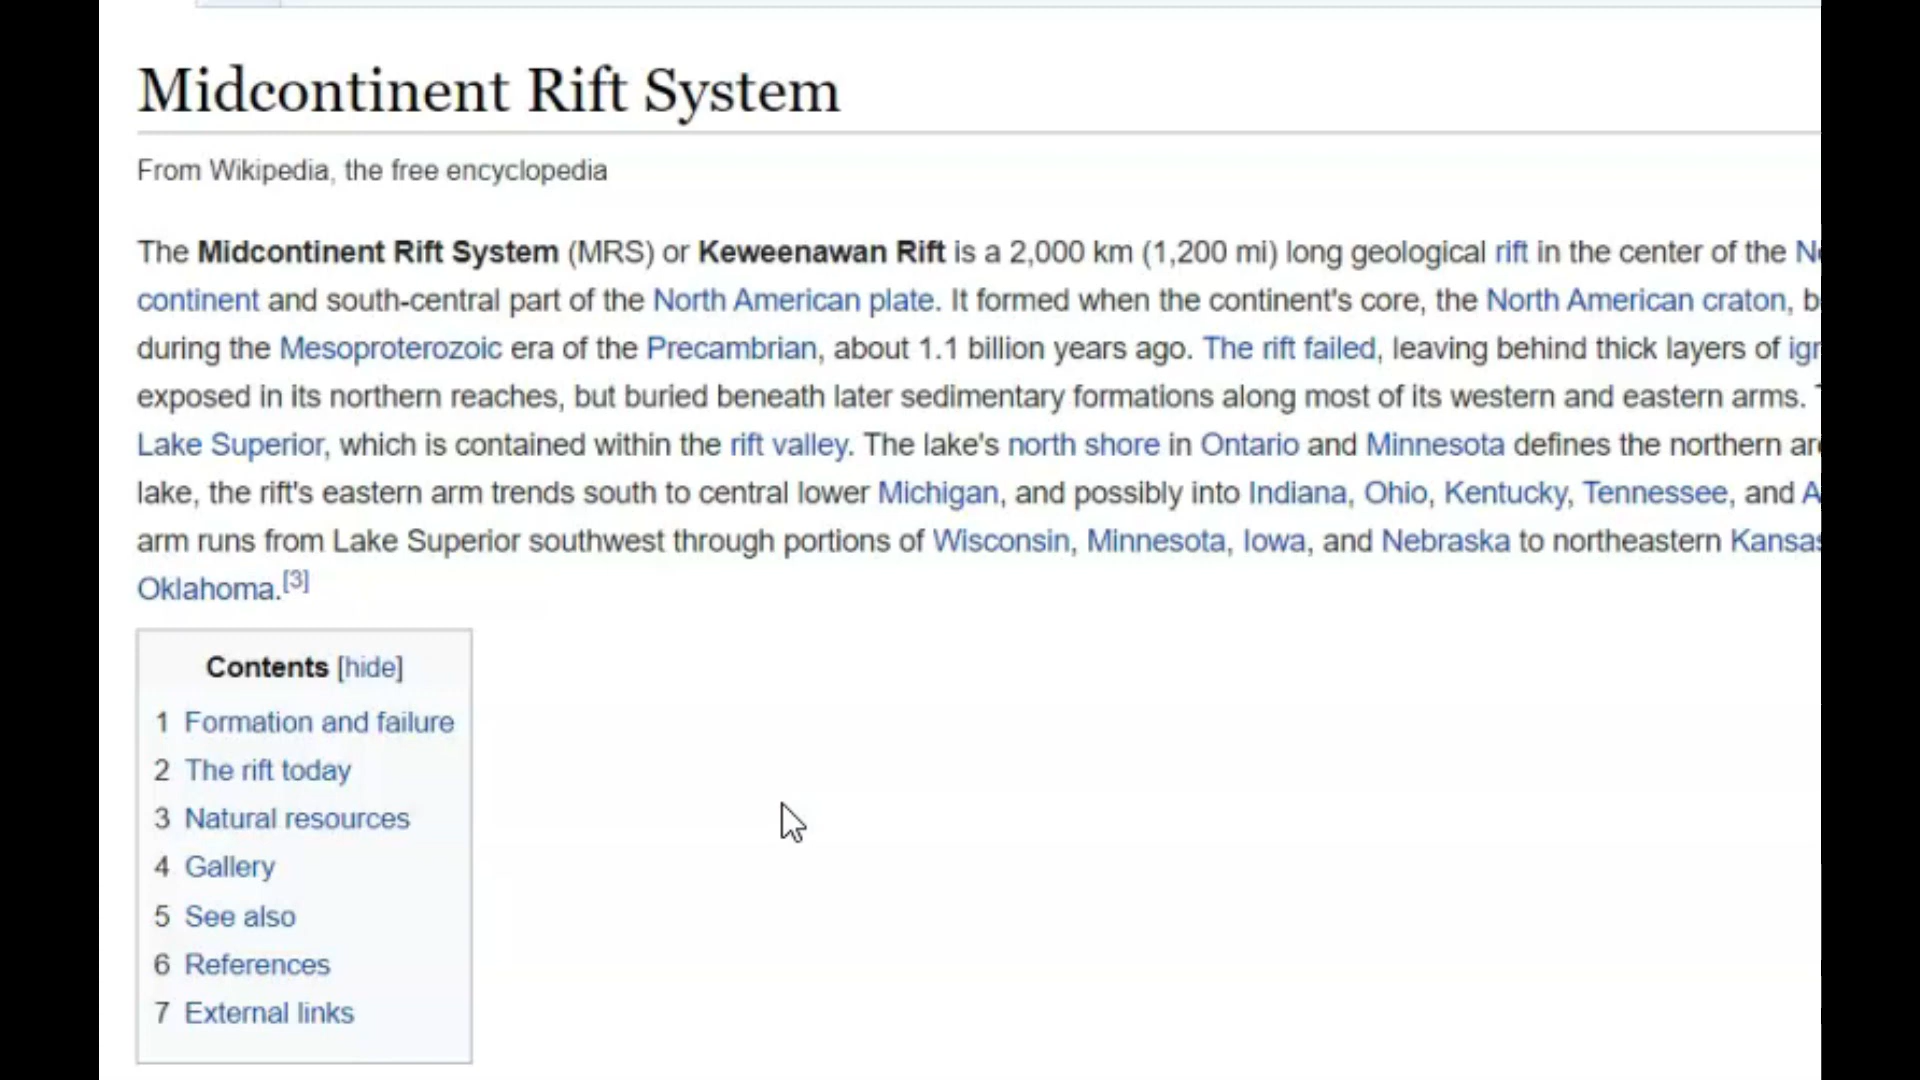 Midcontinent Rift System
From Wikipedia, the free encyclopedia
The Midcontinent Rift System (MRS) or Keweenawan Rift is a 2,000 km (1,200 mi) long geological rift in the center of the
continent and south-central part of the North American plate. It formed when the continent's core, the North American craton,
during the Mesoproterozoic era of the Precambrian, about 1.1 billion years ago. The rift failed, leaving behind thick layers of
exposed in its northern reaches, but buried beneath later sedimentary formations along most of its western and eastern arms.
Lake Superior, which is contained within the rift valley. The lake's north shore in Ontario and Minnesota defines the northern
lake, the rift's eastern arm trends south to central lower Michigan, and possibly into Indiana, Ohio, Kentucky, Tennessee, and
arm runs from Lake Superior southwest through portions of Wisconsin, Minnesota, Iowa, and Nebraska to northeastern Kansas
Oklahoma.[3]
Contents [hide]
1 Formation and failure
2 The rift today
3 Natural resources
4 Gallery
5 See also
6 References
7 External links